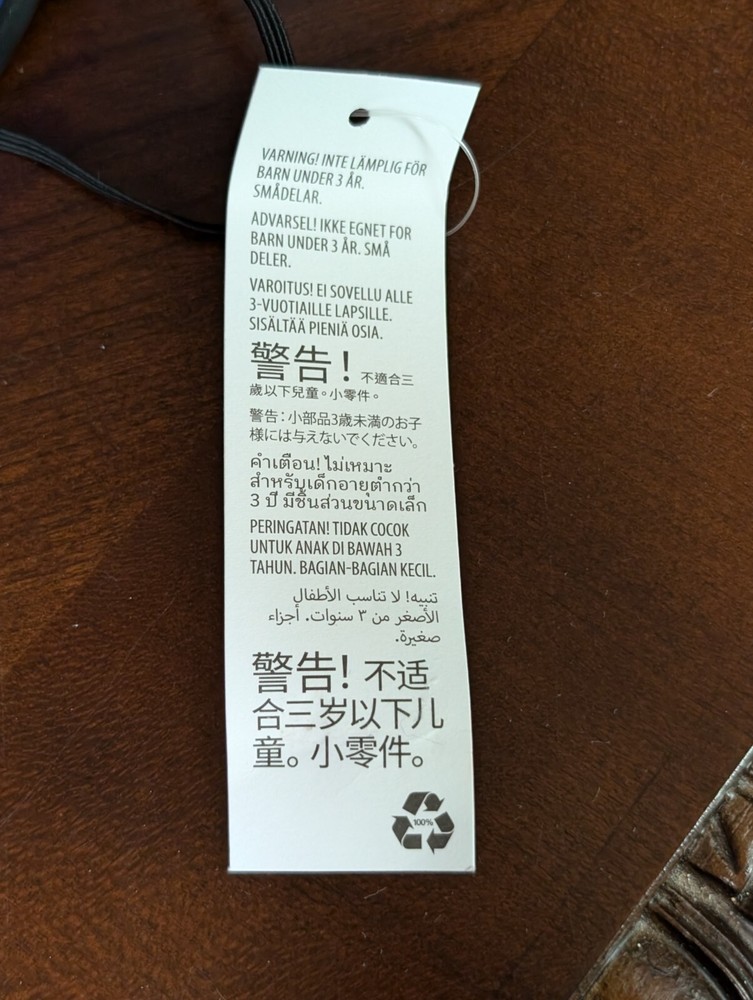 VARNING! INTE LÄMPLIG FÖR
BARN UNDER 3 ÅR.
SMÅDELAR.
ADVARSEL! IKKE EGNET FOR
BARN UNDER 3 ÅR. SMÅ
DELER.
VAROITUS! EI SOVELLU ALLE
3-VUOTIAILLE LAPSILLE.
SISÄLTÄÄ PIENIÄ OSIA.
警告！不適合三
歲以下兒童。小零件。
警告：小部品3歳未満のお子
様には与えないでください。
คำเตือน! ไม่เหมาะ
สำหรับเด็กอายุต่ำกว่า
3 ปี มีชิ้นส่วนขนาดเล็ก
PERINGATAN! TIDAK COCOK
UNTUK ANAK DI BAWAH 3
TAHUN. BAGIAN-BAGIAN KECIL.
تنبيه! لا تناسب الأطفال
الأصغر من ٣ سنوات. أجزاء
صغيرة.
警告! 不适
合三岁以下儿
童。小零件。
100%